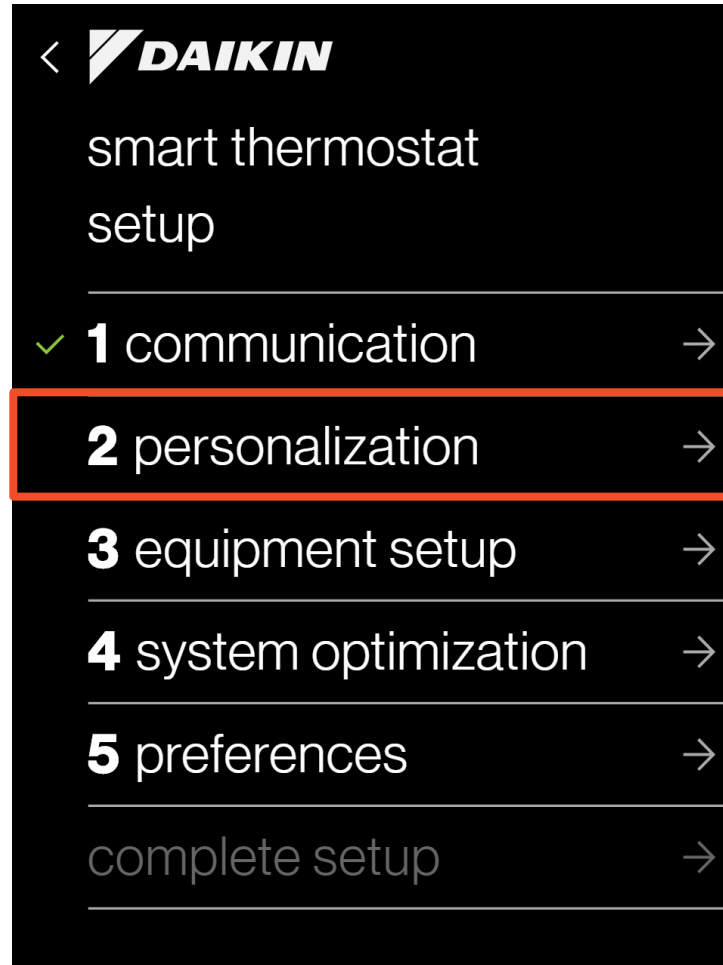 DAIKIN
smart thermostat
setup
1 communication
2 personalization
3 equipment setup
4 system optimization
5 preferences
complete setup